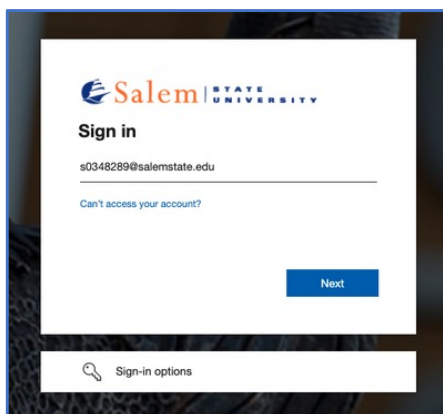 Salem STATE UNIVERSITY
Sign in
s0348289@salemstate.edu
Can't access your account?
Next
Sign-in options